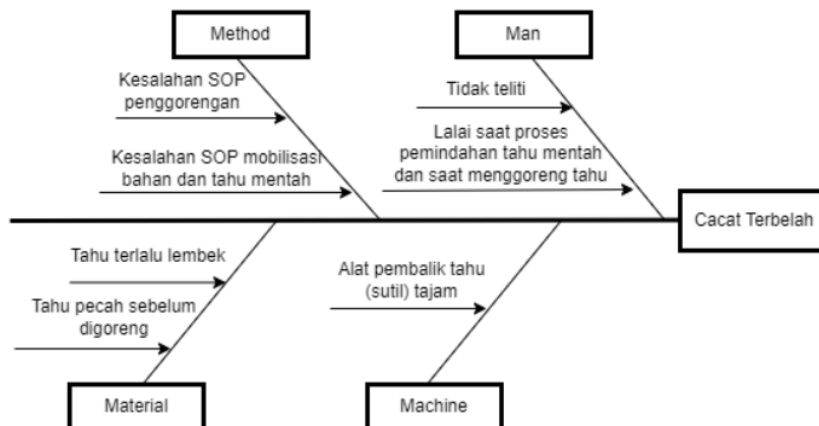 Method
Man
Kesalahan SOP
penggorengan
Tidak teliti
Kesalahan SOP mobilisasi
bahan dan tahu mentah
Lalai saat proses
pemindahan tahu mentah
dan saat menggoreng tahu
Cacat Terbelah
Tahu terlalu lembek
Tahu pecah sebelum
digoreng
Alat pembalik tahu
(sutil) tajam
Material
Machine